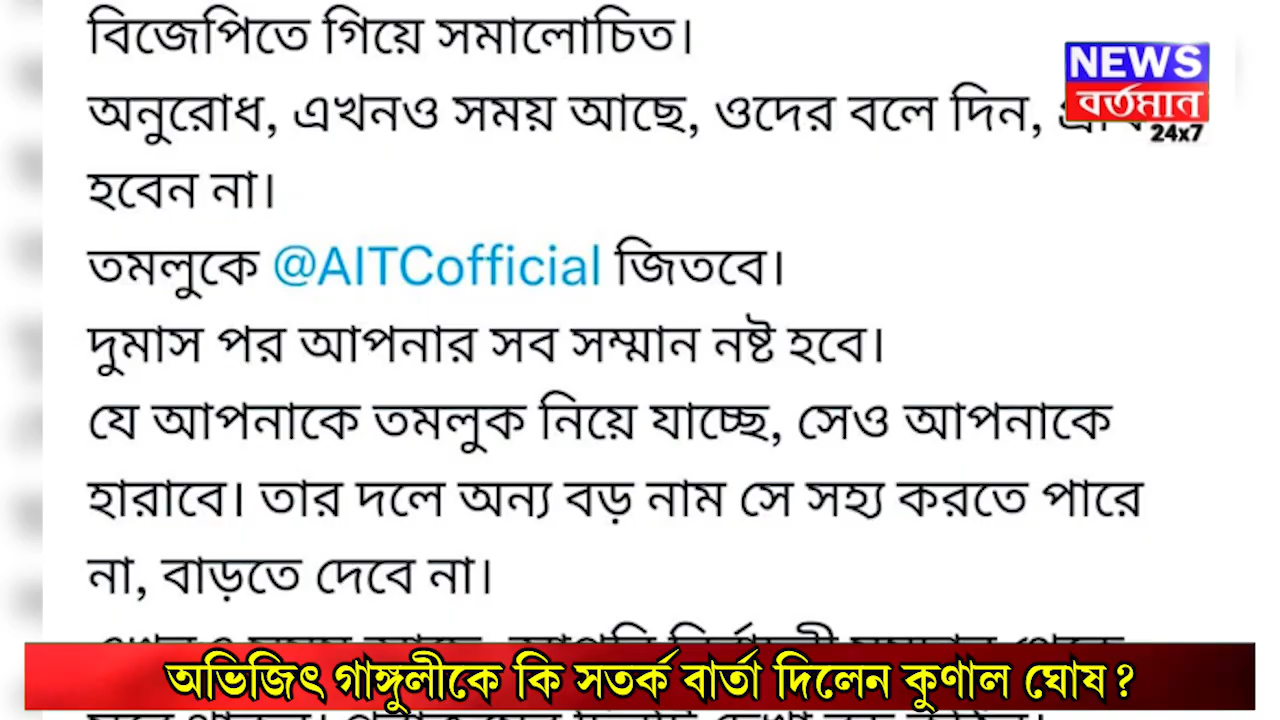 বিজেপিতে গিয়ে সমালোচিত।
অনুরোধ, এখনও সময় আছে, ওদের বলে দিন,
হবেন না।
তমলুকে @AITCofficial জিতবে।
দুমাস পর আপনার সব সম্মান নষ্ট হবে।
যে আপনাকে তমলুক নিয়ে যাচ্ছে, সেও আপনাকে
হারাবে। তার দলে অন্য বড় নাম সে সহ্য করতে পারে
না, বাড়তে দেবে না।
NEWS
বর্তমান
24x7
অভিজিৎ গাঙ্গুলীকে কি সতর্ক বার্তা দিলেন কুণাল ঘোষ?